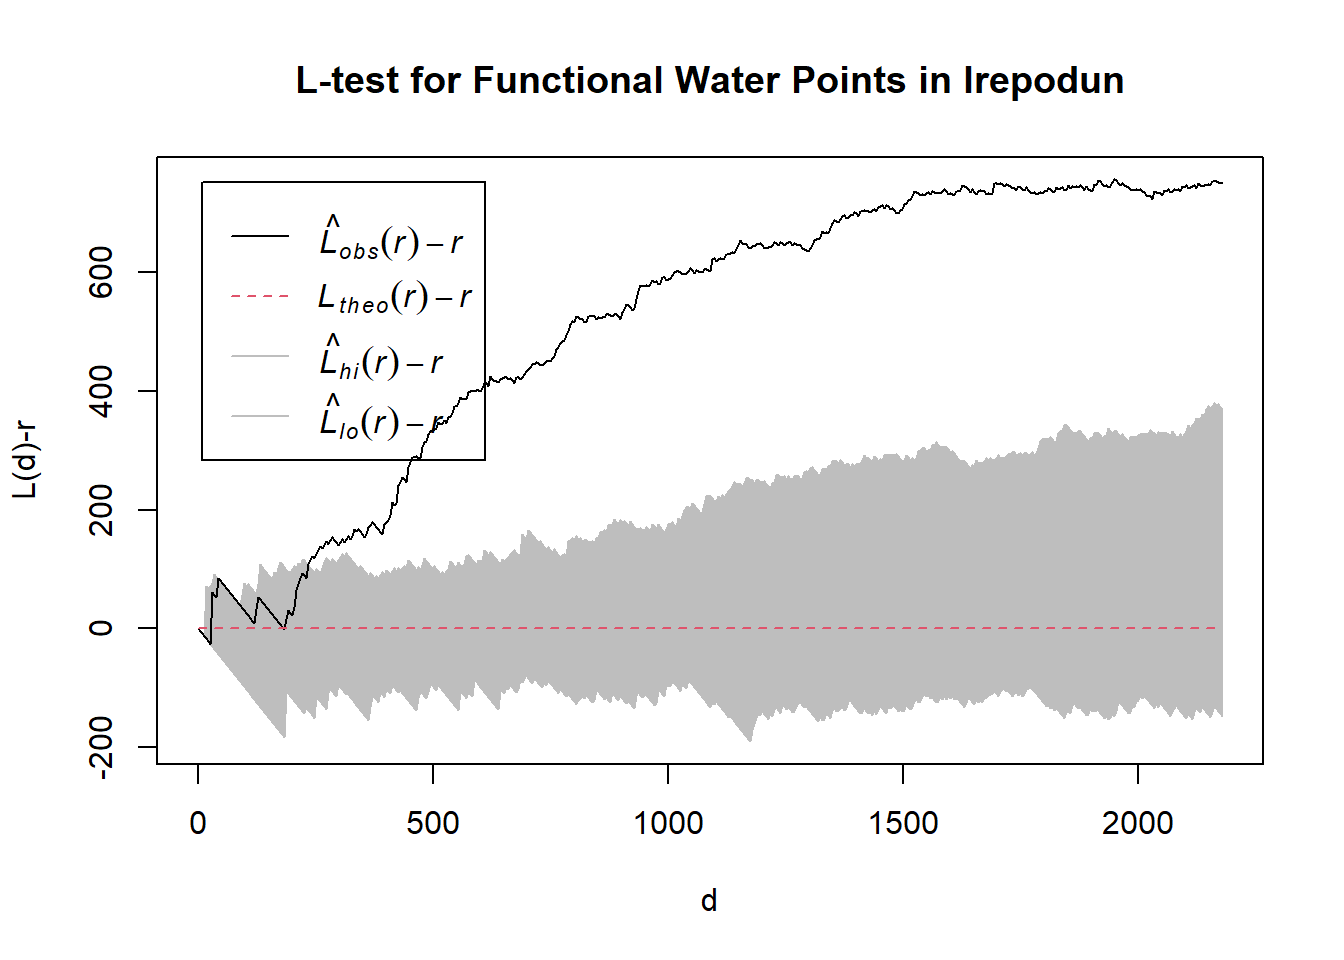 L-test for Functional Water Points in Irepodun
L̂obs(r) – r
Ltheo(r) – r
L̂hi(r) – r
L̂lo(r) – r
L(d)-r
600
400
200
0
-200
0 500 1000 1500 2000
d